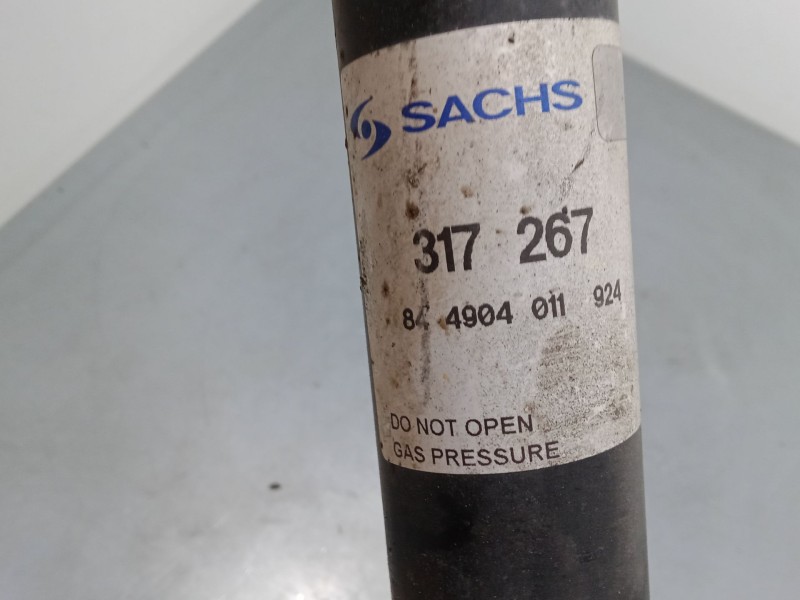 SACHS
317 267
84 4904 011 924
DO NOT OPEN
GAS PRESSURE